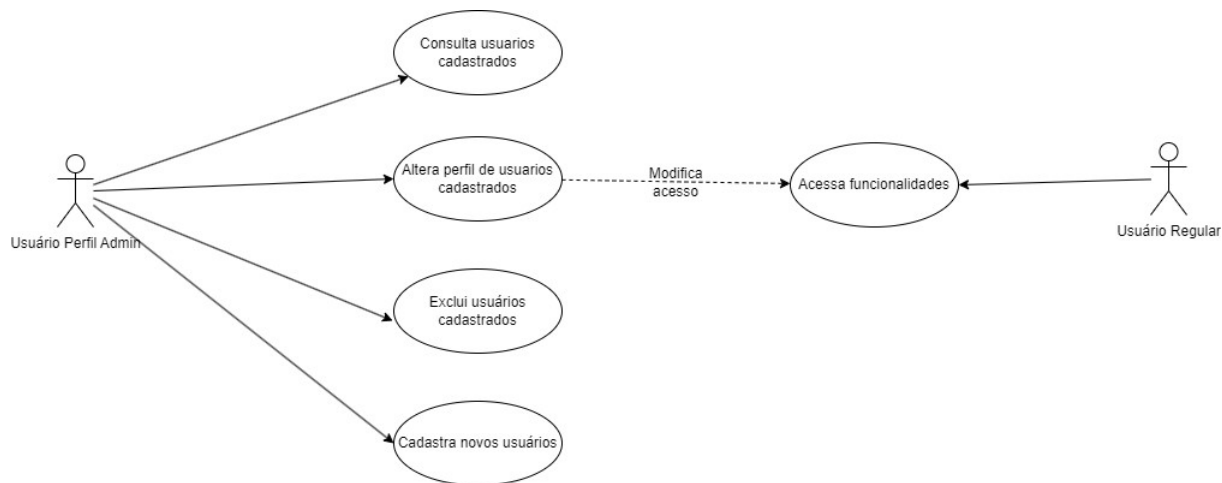 Consulta usuarios
cadastrados
Altera perfil de usuarios
cadastrados
Modifica
acesso
Acessa funcionalidades
Usuário Perfil Admin
Usuário Regular
Exclui usuários
cadastrados
Cadastra novos usuários